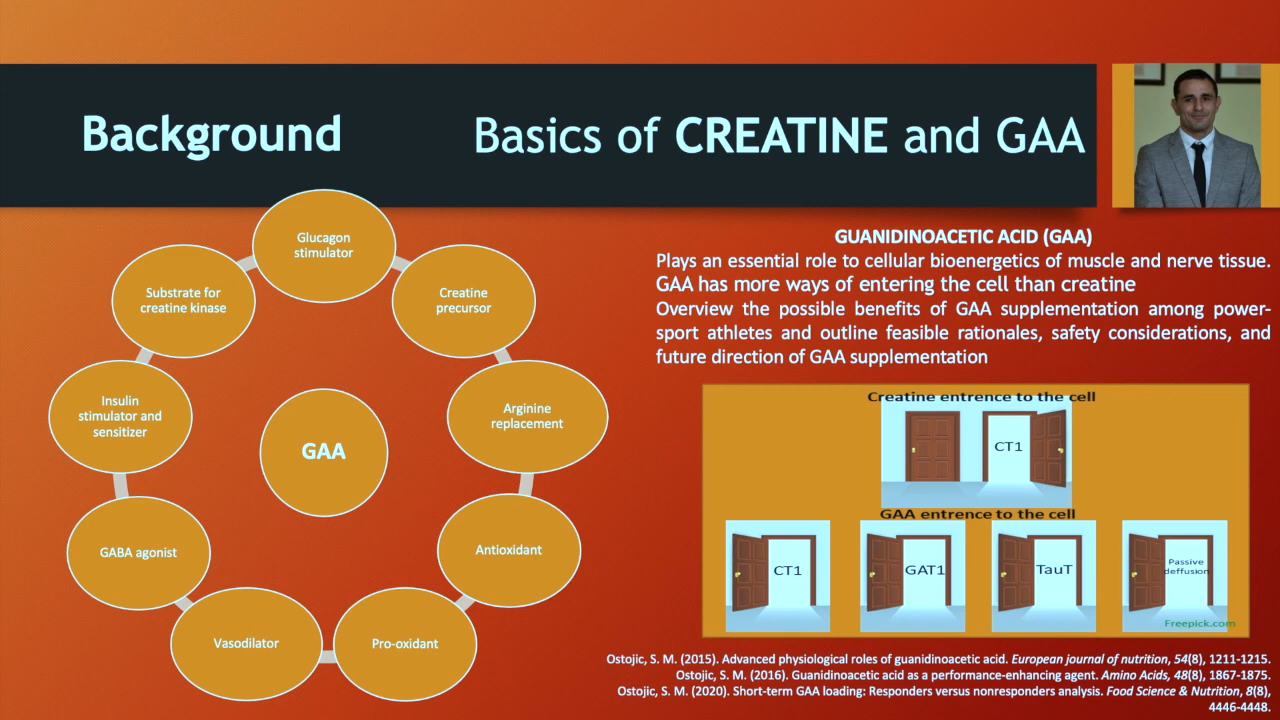 Background
Basics of CREATINE and GAA
Glucagon
stimulator
Creatine
precursor
Arginine
replacement
Antioxidant
Pro-oxidant
Vasodilator
GABA agonist
Insulin
stimulator and
sensitizer
Substrate for
creatine kinase
GAA
GUANIDINOACETIC ACID (GAA)
Plays an essential role to cellular bioenergetics of muscle and nerve tissue.
GAA has more ways of entering the cell than creatine
Overview the possible benefits of GAA supplementation among power-
sport athletes and outline feasible rationales, safety considerations, and
future direction of GAA supplementation
Creatine entrence to the cell
CT1
GAA entrence to the cell
CT1
GAT1
TauT
Passive
deffusion
Freepick.com
Ostojic, S. M. (2015). Advanced physiological roles of guanidinoacetic acid. European journal of nutrition, 54(8), 1211-1215.
Ostojic, S. M. (2016). Guanidinoacetic acid as a performance-enhancing agent. Amino Acids, 48(8), 1867-1875.
Ostojic, S. M. (2020). Short-term GAA loading: Responders versus nonresponders analysis. Food Science & Nutrition, 8(8),
4446-4448.